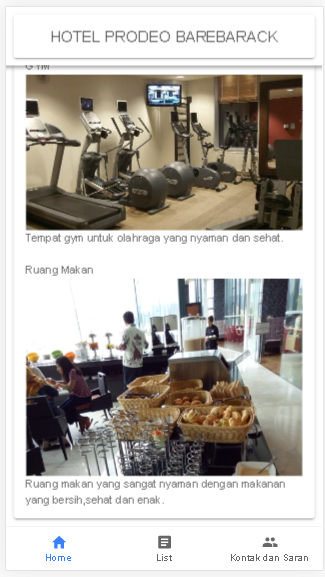 HOTEL PRODEO BAREBARACK
GYM
Tempat gym untuk olahraga yang nyaman dan sehat.
Ruang Makan
Ruang makan yang sangat nyaman dengan makanan
yang bersih,sehat dan enak.
Home
List
Kontak dan Saran